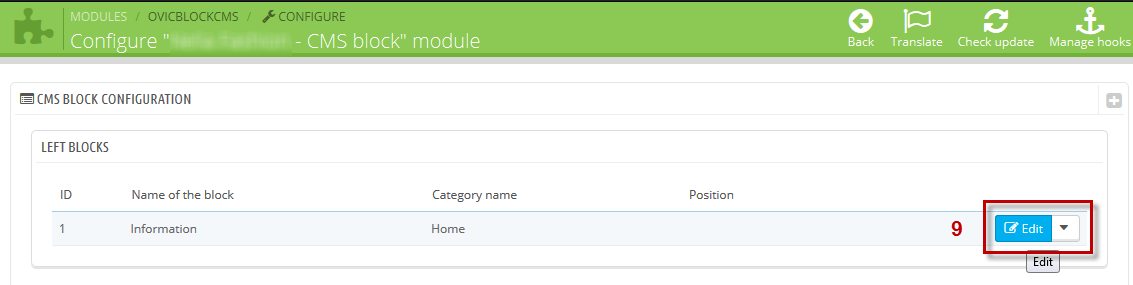 MODULES / OVICBLOCKCMS / CONFIGURE
Configure " - CMS block" module
Back Translate Check update Manage hooks
CMS BLOCK CONFIGURATION
LEFT BLOCKS
ID Name of the block Category name Position
1 Information Home 9 Edit
Edit